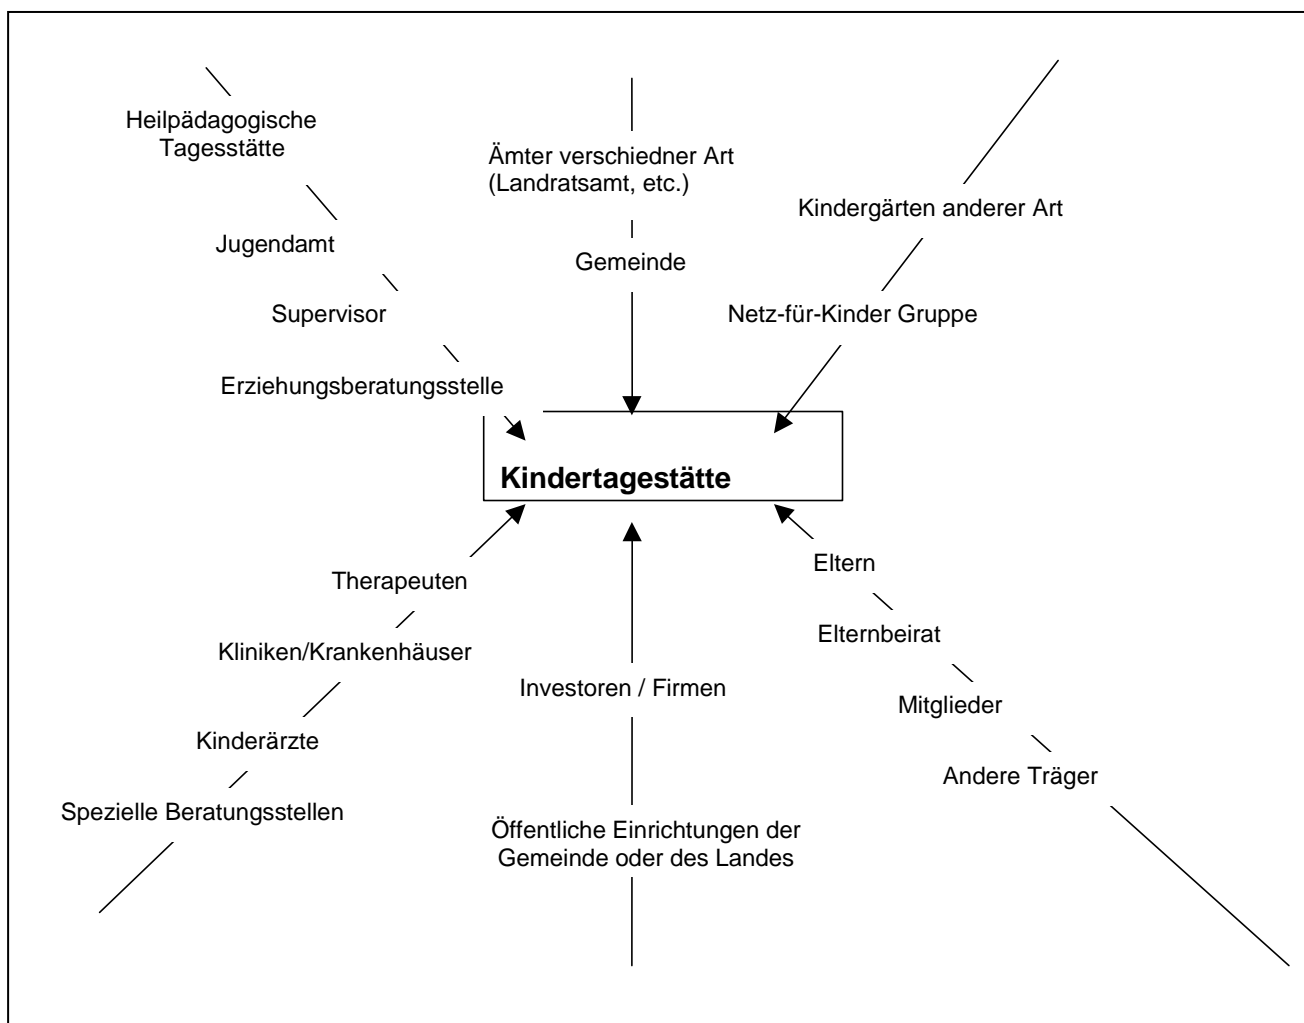 Heilpädagogische
Tagesstätte
Ämter verschiedner Art
(Landratsamt, etc.)
Kindergärten anderer Art
Jugendamt
Gemeinde
Supervisor
Netz-für-Kinder Gruppe
Erziehungsberatungsstelle
Kindertagestätte
Therapeuten
Eltern
Elternbeirat
Kliniken/Krankenhäuser
Investoren / Firmen
Mitglieder
Kinderärzte
Andere Träger
Spezielle Beratungsstellen
Öffentliche Einrichtungen der
Gemeinde oder des Landes